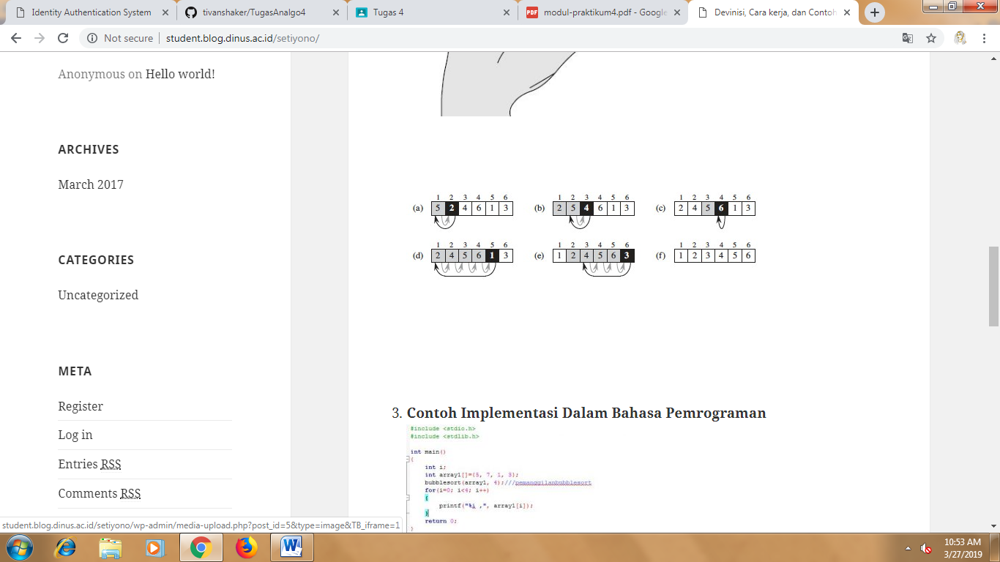 Identity Authentication System
tivanshaker/TugasAnalgo4
Tugas 4
modul-praktikum4.pdf - Google
Devinisi, Cara kerja, dan Contoh
Not secure
student.blog.dinus.ac.id/setiyono/
Anonymous on Hello world!
ARCHIVES
March 2017
CATEGORIES
Uncategorized
META
Register
Log in
Entries RSS
Comments RSS
1 2 3 4 5 6
(a) 5 2 4 6 1 3
1 2 3 4 5 6
(b) 2 5 4 6 1 3
1 2 3 4 5 6
(c) 2 4 5 6 1 3
1 2 3 4 5 6
(d) 2 4 5 6 1 3
1 2 3 4 5 6
(e) 1 2 4 5 6 3
1 2 3 4 5 6
(f) 1 2 3 4 5 6
3. Contoh Implementasi Dalam Bahasa Pemrograman
#include <stdio.h>
#include <stdlib.h>
int main()
{
int i;
int array1[]={5, 7, 1, 3};
bubblesort(array1, 4);///pemanggilanbubblesort
for(i=0; i<4; i++)
{
printf("%i ,", array1[i]);
}
return 0;
}
student.blog.dinus.ac.id/setiyono/wp-admin/media-upload.php?post_id=5&type=image&TB_iframe=1
10:53 AM
3/27/2019